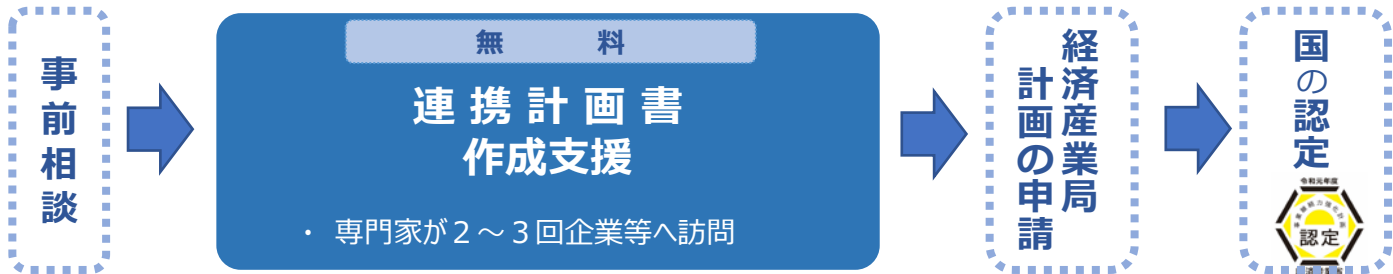 事前相談
無 料
連携計画書
作成支援
・ 専門家が２～３回企業等へ訪問
経済産業局
計画の申請
国の認定
令和元年度
認定